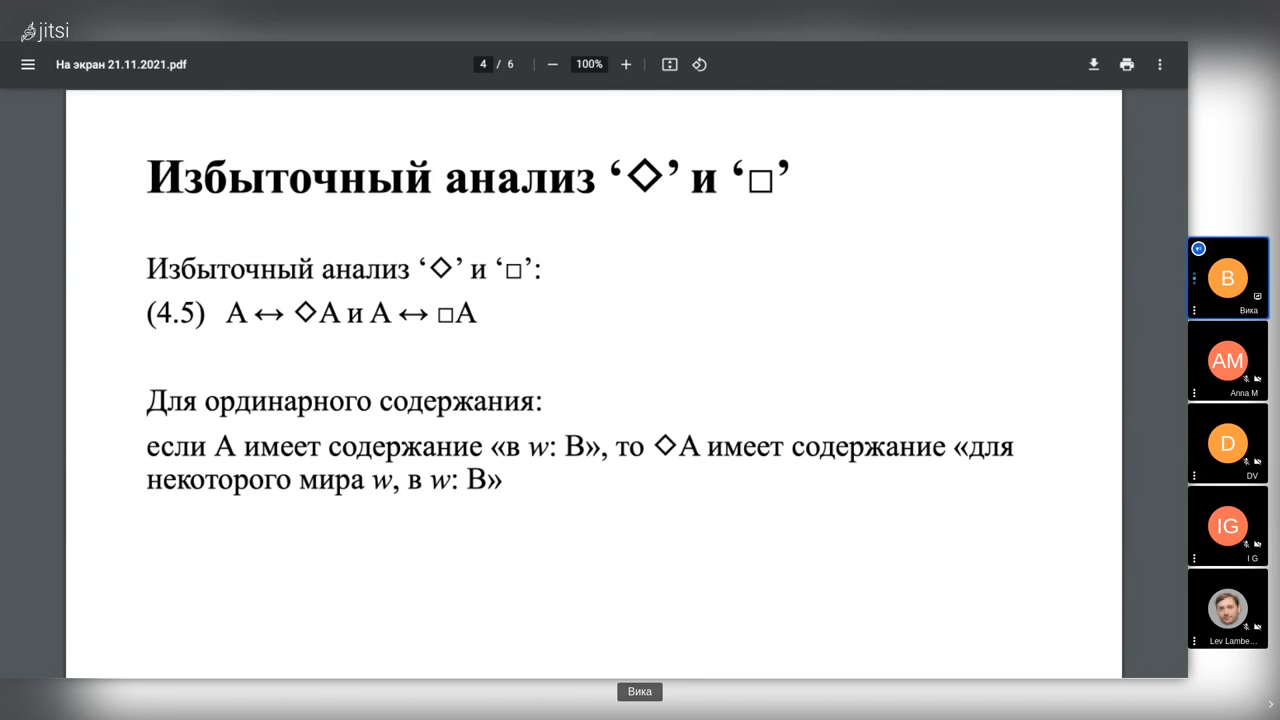 jitsi
На экран 21.11.2021.pdf
4 / 6
100%
Избыточный анализ ‘◇’ и ‘□’
Избыточный анализ ‘◇’ и ‘□’:
(4.5) A ↔ ◇A и A ↔ □A
Для ординарного содержания:
если A имеет содержание «в w: B», то ◇A имеет содержание «для
некоторого мира w, в w: B»
В
Вика
AM
Anna M
D
DV
IG
I G
Lev Lambe...
Вика